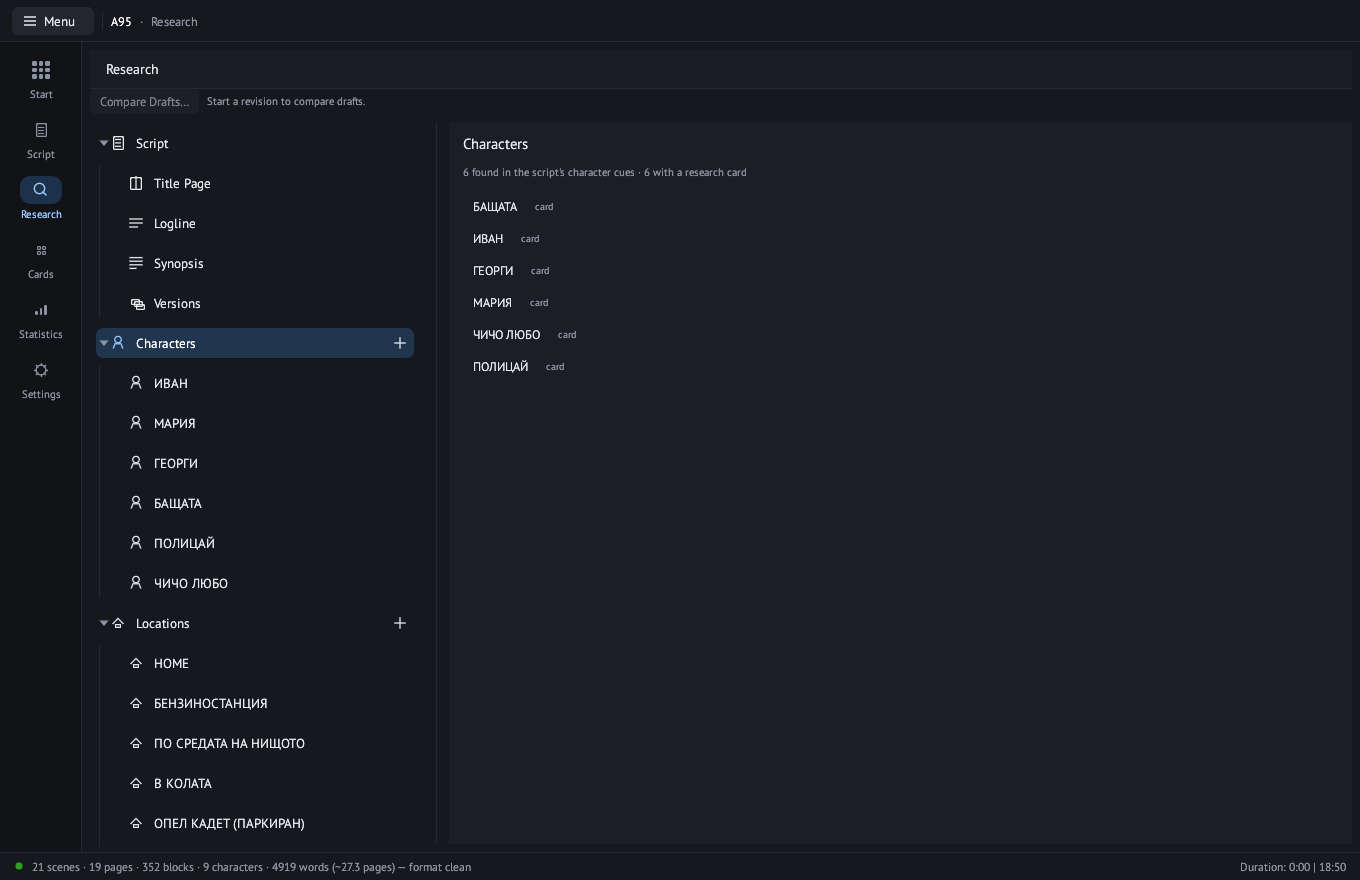 Menu
A95 · Research
Start
Script
Research
Cards
Statistics
Settings
Research
Compare Drafts... Start a revision to compare drafts.
Script
Title Page
Logline
Synopsis
Versions
Characters
ИВАН
МАРИЯ
ГЕОРГИ
БАЩАТА
ПОЛИЦАЙ
ЧИЧО ЛЮБО
Locations
HOME
БЕНЗИНОСТАНЦИЯ
ПО СРЕДАТА НА НИЩОТО
В КОЛАТА
ОПЕЛ КАДЕТ (ПАРКИРАН)
Characters
6 found in the script's character cues · 6 with a research card
БАЩАТА card
ИВАН card
ГЕОРГИ card
МАРИЯ card
ЧИЧО ЛЮБО card
ПОЛИЦАЙ card
21 scenes · 19 pages · 352 blocks · 9 characters · 4919 words (~27.3 pages) — format clean
Duration: 0:00 | 18:50